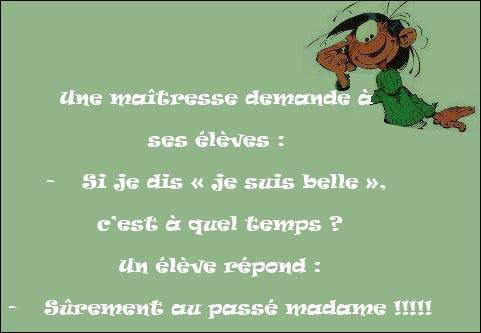 Une maîtresse demande à
ses élèves :
- Si je dis « je suis belle »,
c'est à quel temps ?
Un élève répond :
- Sûrement au passé madame !!!!!